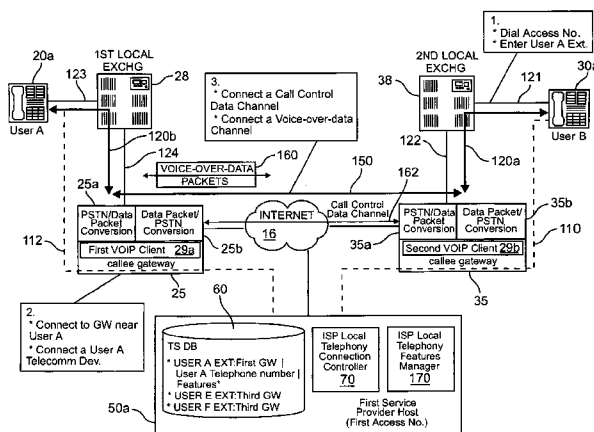 1.
* Dial Access No.
* Enter User A Ext.
20a
1ST LOCAL
EXCHG
2ND LOCAL
EXCHG
30a
123
28
3.
* Connect a Call Control
Data Channel
* Connect a Voice-over-data
Channel
38
121
User A
User B
120b
124
122
120a
VOICE-OVER-DATA
PACKETS
160
150
162
25a
PSTN/Data
Packet
Conversion
Data Packet/
PSTN
Conversion
First VOIP Client 29a
callee gateway
25b
25
INTERNET
16
Call Control
Data Channel
35a
PSTN/Data
Packet
Conversion
Data Packet/
PSTN
Conversion
Second VOIP Client 29b
callee gateway
35b
35
112
110
2.
* Connect to GW near
User A
* Connect a User A
Telecomm Dev.
60
TS DB
* USER A EXT:First GW |
User A Telephone number |
Features*
* USER E EXT:Third GW
* USER F EXT:Third GW
ISP Local
Telephony
Connection
Controller
70
ISP Local
Telephony
Features
Manager
170
First Service
Provider Host
(First Access No.)
50a